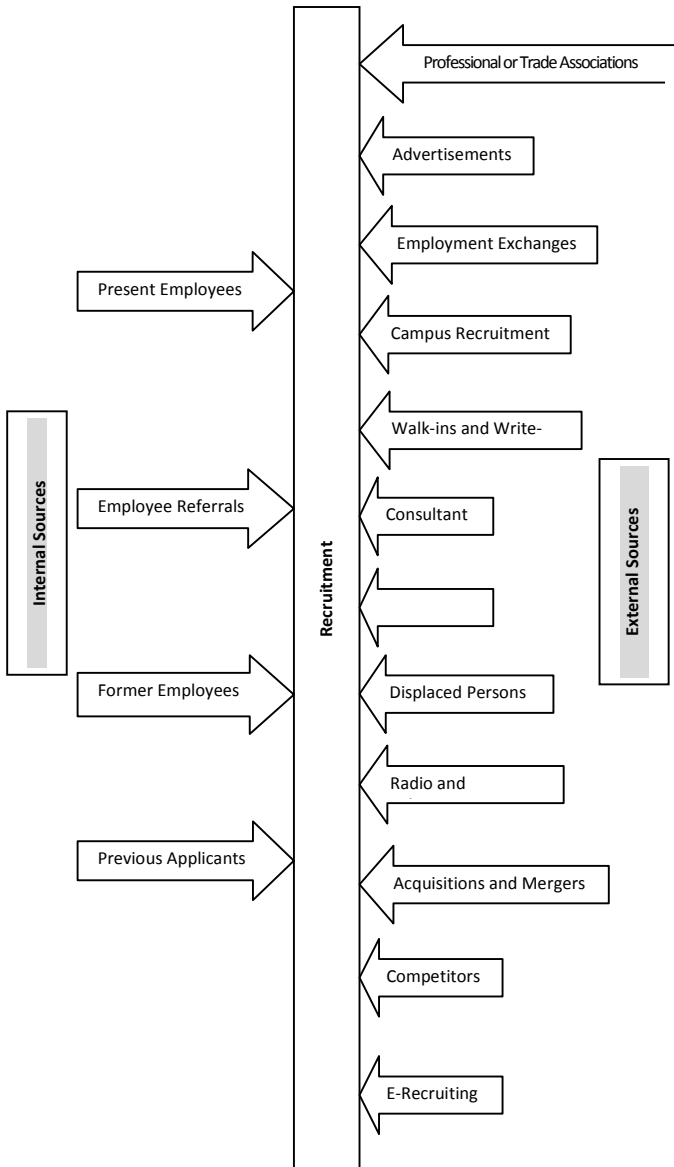 Professional or Trade Associations
Advertisements
Employment Exchanges
Present Employees
Campus Recruitment
Walk-ins and Write-
Internal Sources
Employee Referrals
Consultant
Recruitment
External Sources
Former Employees
Displaced Persons
Radio and
Previous Applicants
Acquisitions and Mergers
Competitors
E-Recruiting